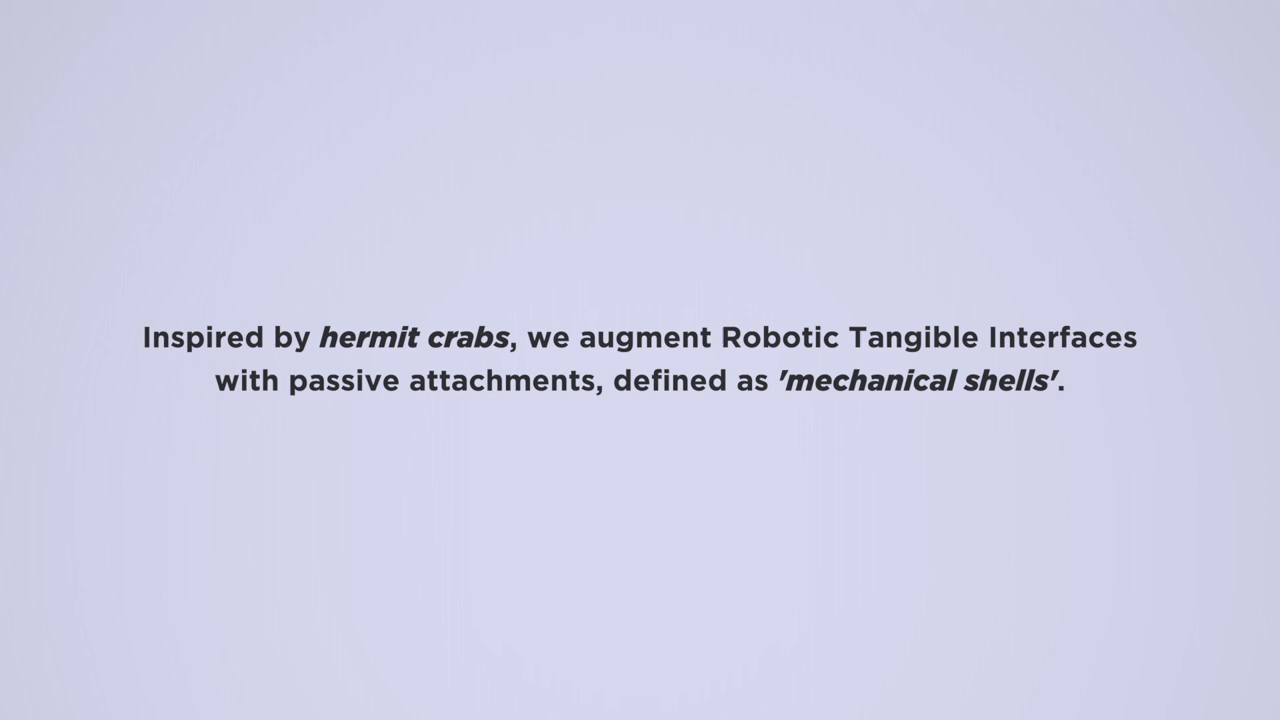 Inspired by hermit crabs, we augment Robotic Tangible Interfaces
with passive attachments, defined as 'mechanical shells'.